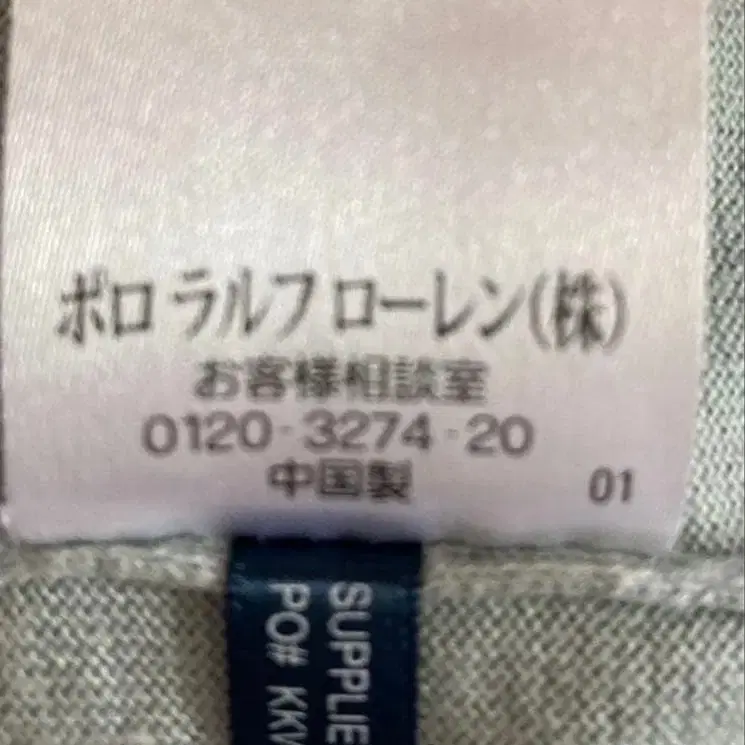 ポロ ラルフ ローレン(株)
お客様相談室
0120-3274-20
中国製
01
SUPPLIE
PO# KKV